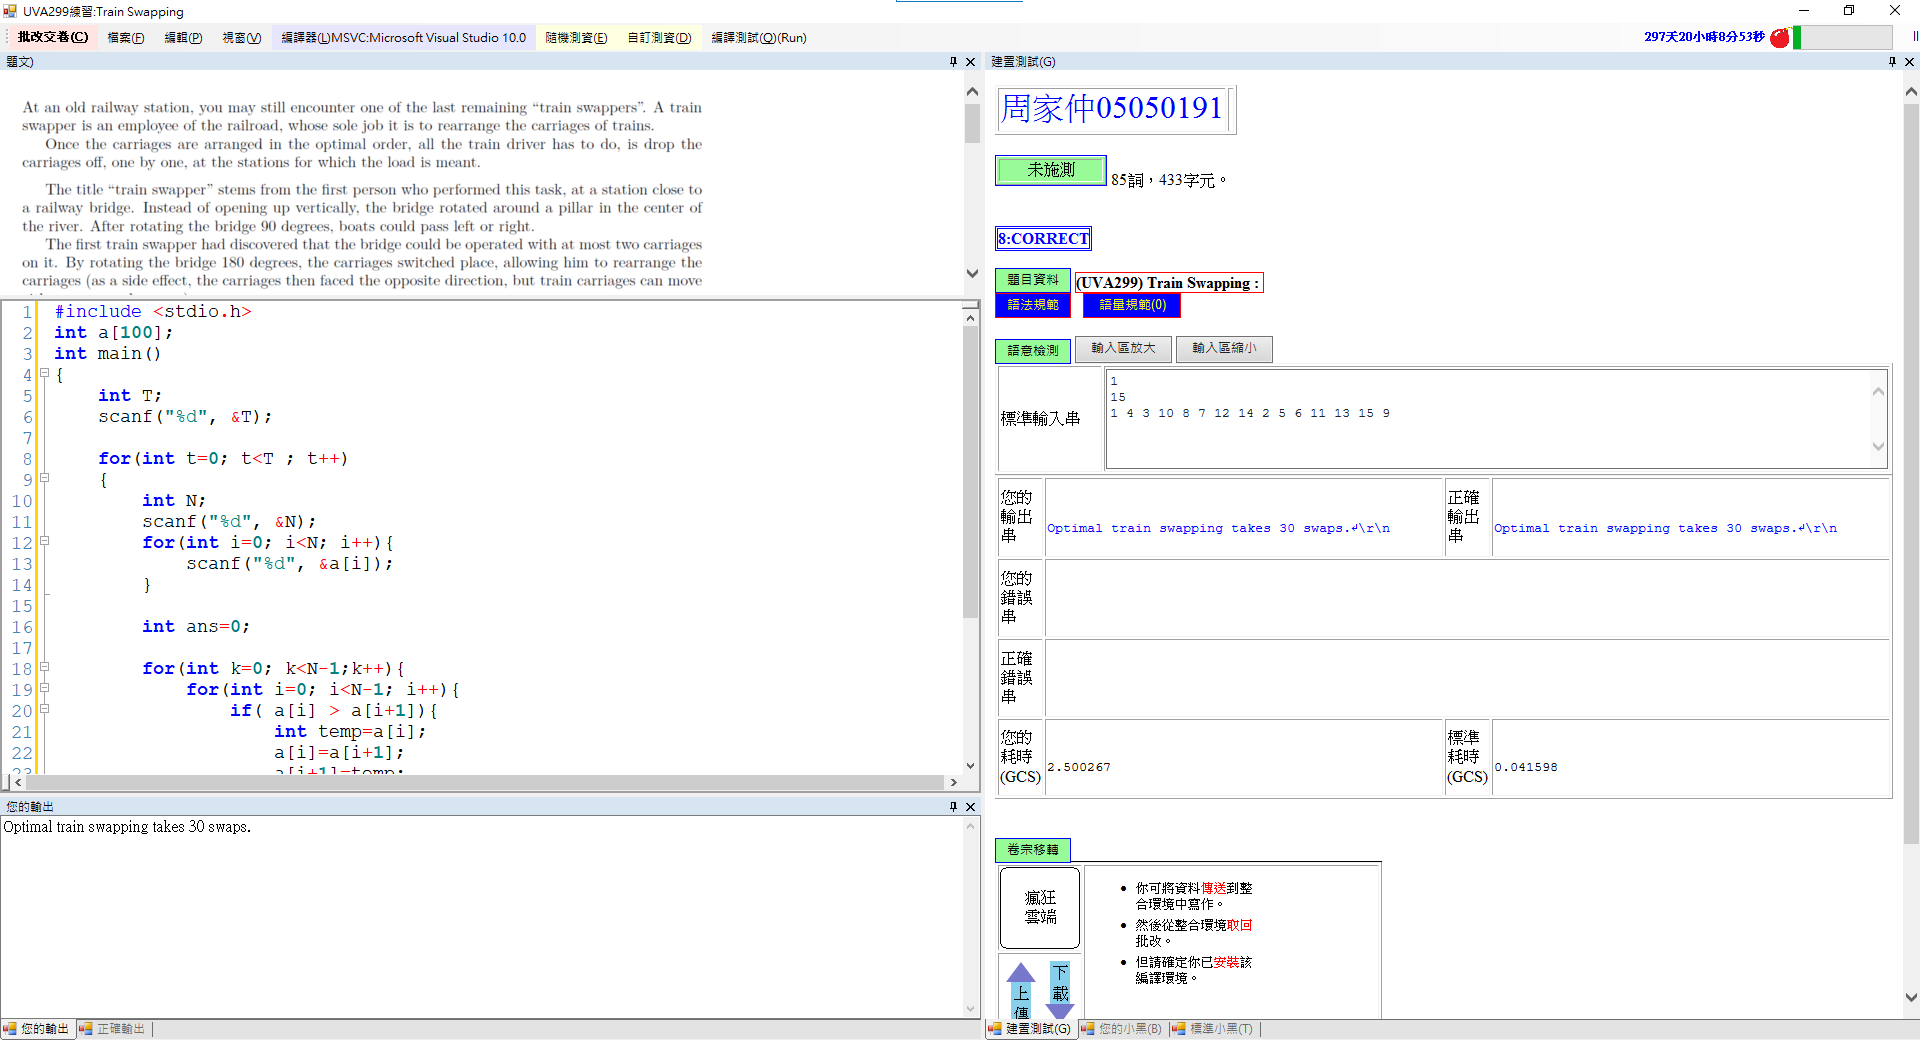 UVA299練習:Train Swapping
批改交卷(C) 檔案(F) 編輯(P) 視窗(V) 編譯器(L)MSVC:Microsoft Visual Studio 10.0 隨機測資(E) 自訂測資(D) 編譯測試(Q)(Run)
297天20小時8分53秒
題文)
At an old railway station, you may still encounter one of the last remaining “train swappers”. A train
swapper is an employee of the railroad, whose sole job it is to rearrange the carriages of trains.
Once the carriages are arranged in the optimal order, all the train driver has to do, is drop the
carriages off, one by one, at the stations for which the load is meant.
The title “train swapper” stems from the first person who performed this task, at a station close to
a railway bridge. Instead of opening up vertically, the bridge rotated around a pillar in the center of
the river. After rotating the bridge 90 degrees, boats could pass left or right.
The first train swapper had discovered that the bridge could be operated with at most two carriages
on it. By rotating the bridge 180 degrees, the carriages switched place, allowing him to rearrange the
carriages (as a side effect, the carriages then faced the opposite direction, but train carriages can move
1 #include <stdio.h>
2 int a[100];
3 int main()
4 {
5 int T;
6 scanf("%d", &T);
7
8 for(int t=0; t<T ; t++)
9 {
10 int N;
11 scanf("%d", &N);
12 for(int i=0; i<N; i++){
13 scanf("%d", &a[i]);
14 }
15
16 int ans=0;
17
18 for(int k=0; k<N-1;k++){
19 for(int i=0; i<N-1; i++){
20 if( a[i] > a[i+1]){
21 int temp=a[i];
22 a[i]=a[i+1];
23 a[i+1]=temp;
您的輸出
Optimal train swapping takes 30 swaps.
您的輸出 正確輸出
建置測試(G)
周家仲05050191
未施測 85詞，433字元。
8:CORRECT
題目資料 (UVA299) Train Swapping :
語法規範 語量規範(0)
語意檢測 輸入區放大 輸入區縮小
標準輸入串
1
15
1 4 3 10 8 7 12 14 2 5 6 11 13 15 9
您的輸出串 Optimal train swapping takes 30 swaps.↲\r\n 正確輸出串 Optimal train swapping takes 30 swaps.↲\r\n
您的錯誤串
正確錯誤串
您的耗時(GCS) 2.500267 標準耗時(GCS) 0.041598
卷宗移轉
瘋狂
雲端
上傳
下載
你可將資料傳送到整
合環境中寫作。
然後從整合環境取回
批改。
但請確定你已安裝該
編譯環境。
建置測試(G) 您的小黑(B) 標準小黑(T)